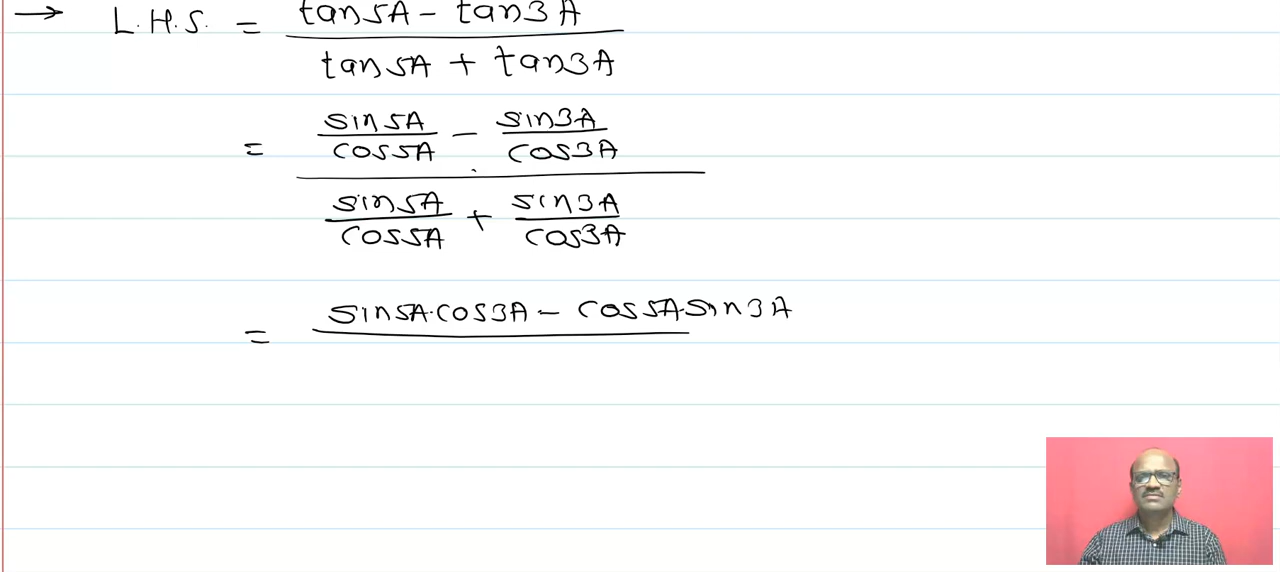 → L.H.S. = tan5A - tan3A / tan5A + tan3A
= sin5A/cos5A - sin3A/cos3A
sin5A/cos5A + sin3A/cos3A
= sin5A·cos3A - cos5A·sin3A